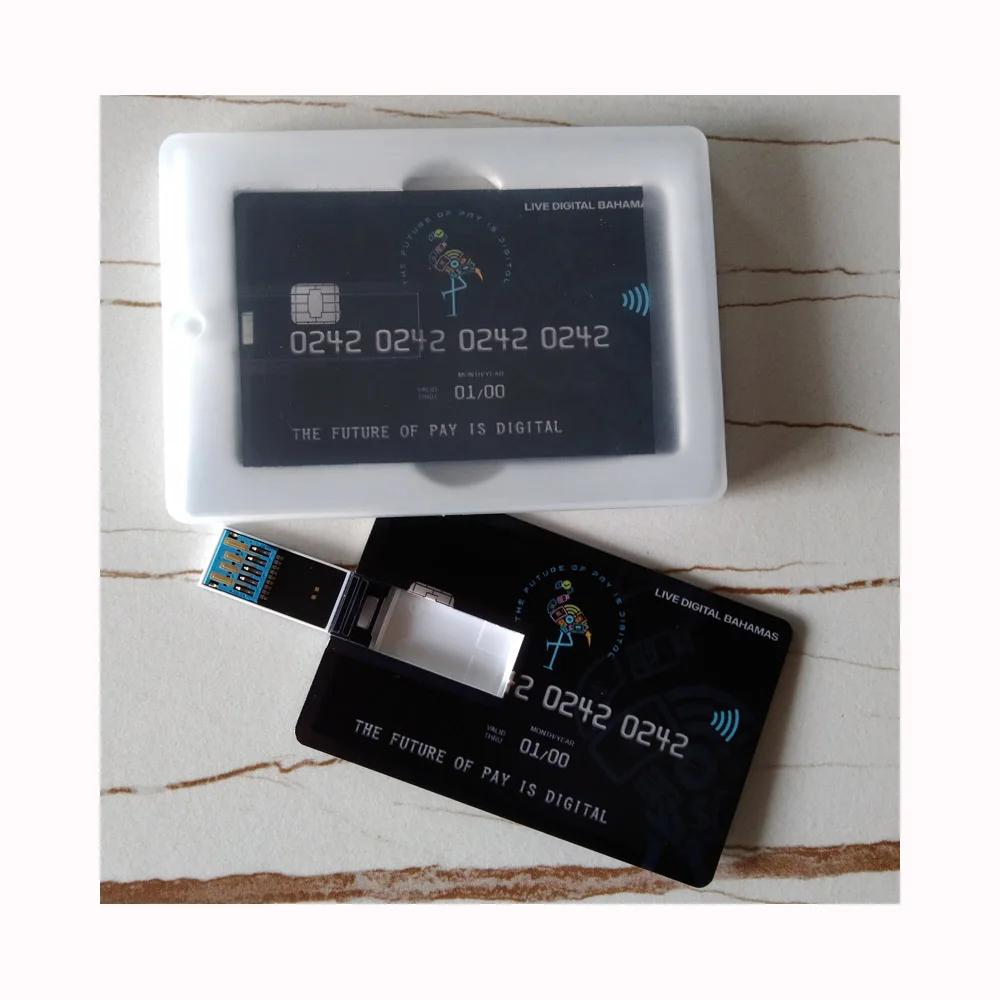 LIVE DIGITAL BAHAMA
THE FUTURE OF PAY IS DIGITAL
0242 0242 0242 0242
MONTH/YEAR
VALID
THRU
01/00
THE FUTURE OF PAY IS DIGITAL
LIVE DIGITAL BAHAMAS
THE FUTURE OF PAY IS DIGITAL
42 0242 0242
MONTH/YEAR
VALID
THRU
01/00
THE FUTURE OF PAY IS DIGITAL